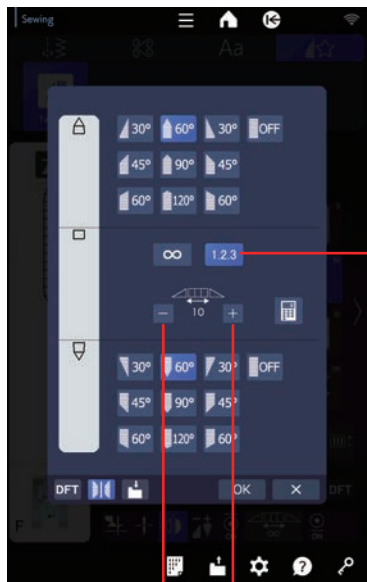 Sewing
Aa
30° 60° 30° OFF
45° 90° 45°
60° 120° 60°
∞ 1.2.3
− 10 +
30° 60° 30° OFF
45° 90° 45°
60° 120° 60°
DFT OK × DFT
F
?